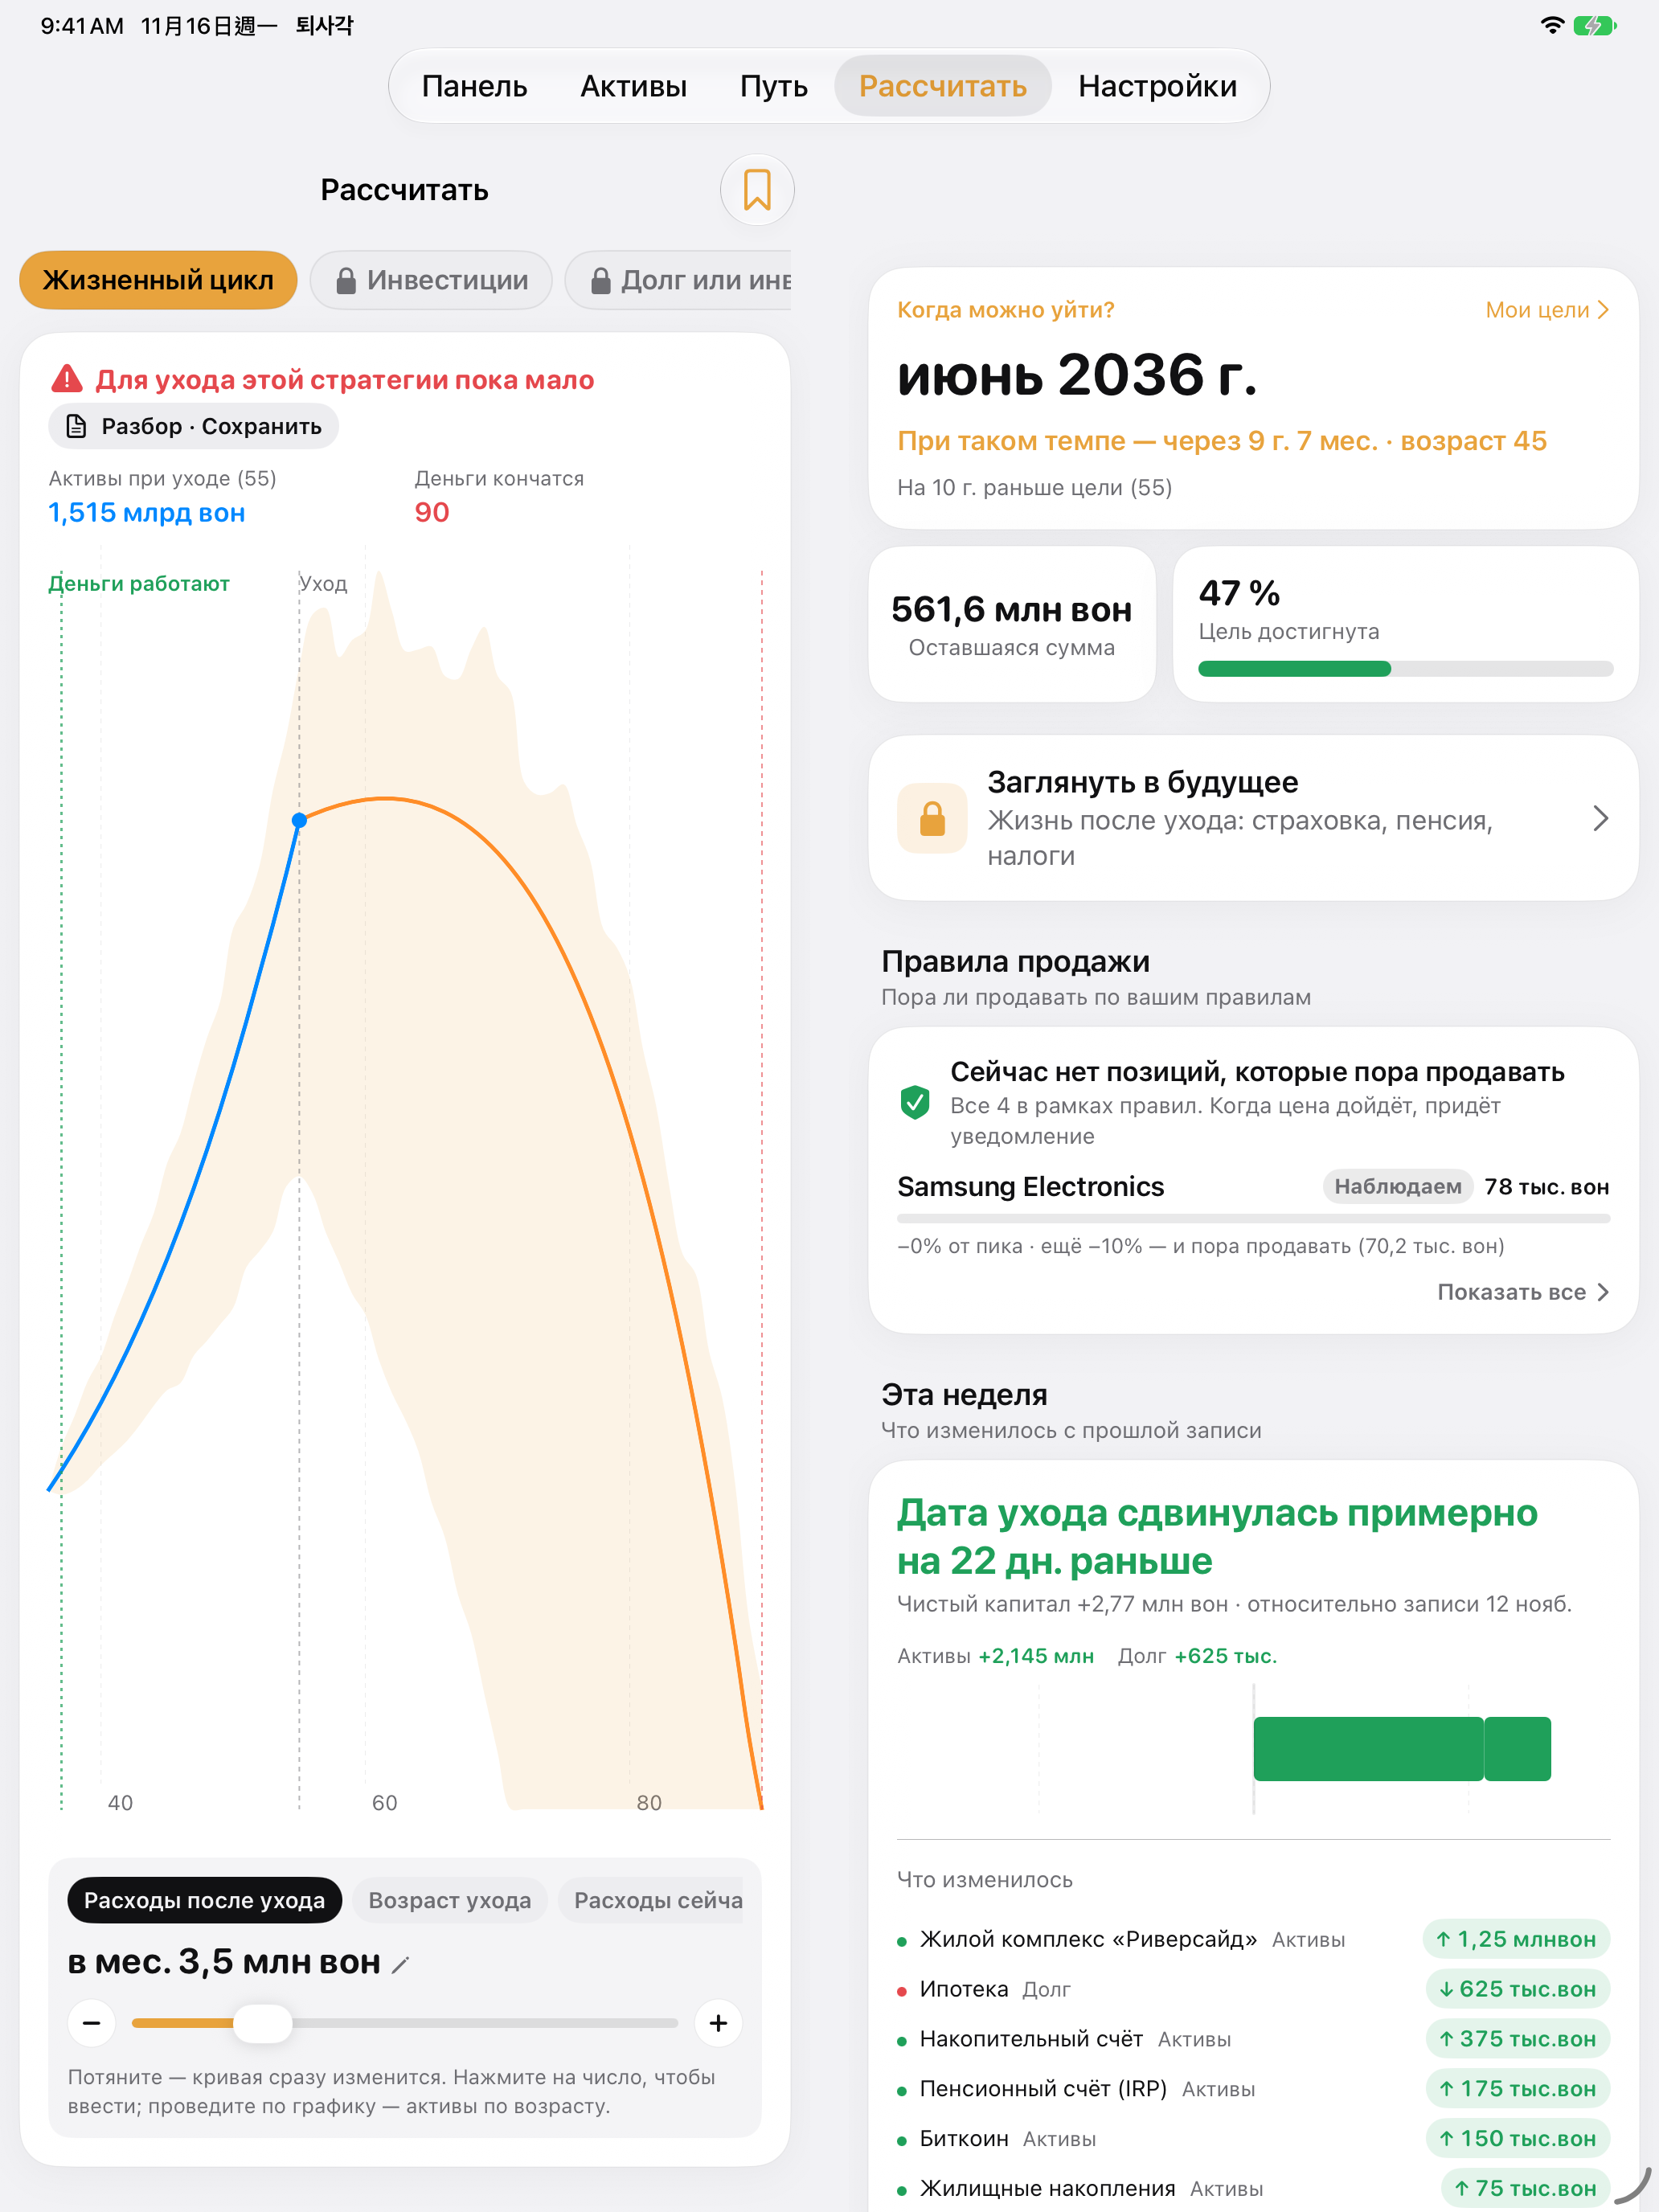 9:41 AM 11月16日週一 퇴사각
Панель Активы Путь Рассчитать Настройки
Рассчитать
Жизненный цикл Инвестиции Долг или инв
Для ухода этой стратегии пока мало
Разбор · Сохранить
Активы при уходе (55) Деньги кончатся
1,515 млрд вон 90
Деньги работают Уход
40 60 80
Расходы после ухода Возраст ухода Расходы сейча
в мес. 3,5 млн вон
Потяните — кривая сразу изменится. Нажмите на число, чтобы
ввести; проведите по графику — активы по возрасту.
Когда можно уйти? Мои цели
июнь 2036 г.
При таком темпе — через 9 г. 7 мес. · возраст 45
На 10 г. раньше цели (55)
561,6 млн вон
Оставшаяся сумма
47 %
Цель достигнута
Заглянуть в будущее
Жизнь после ухода: страховка, пенсия,
налоги
Правила продажи
Пора ли продавать по вашим правилам
Сейчас нет позиций, которые пора продавать
Все 4 в рамках правил. Когда цена дойдёт, придёт
уведомление
Samsung Electronics Наблюдаем 78 тыс. вон
−0% от пика · ещё −10% — и пора продавать (70,2 тыс. вон)
Показать все
Эта неделя
Что изменилось с прошлой записи
Дата ухода сдвинулась примерно
на 22 дн. раньше
Чистый капитал +2,77 млн вон · относительно записи 12 нояб.
Активы +2,145 млн Долг +625 тыс.
Что изменилось
Жилой комплекс «Риверсайд» Активы ↑ 1,25 млнвон
Ипотека Долг ↓ 625 тыс.вон
Накопительный счёт Активы ↑ 375 тыс.вон
Пенсионный счёт (IRP) Активы ↑ 175 тыс.вон
Биткоин Активы ↑ 150 тыс.вон
Жилищные накопления Активы ↑ 75 тыс.вон